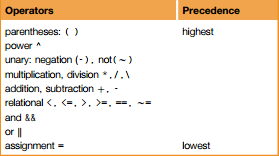 Operators Precedence
parentheses: ( ) highest
power ^
unary: negation (-), not(~)
multiplication, division *,/,\
addition, subtraction +, -
relational <, <=, >, >=, ==, ~=
and &&
or ||
assignment = lowest